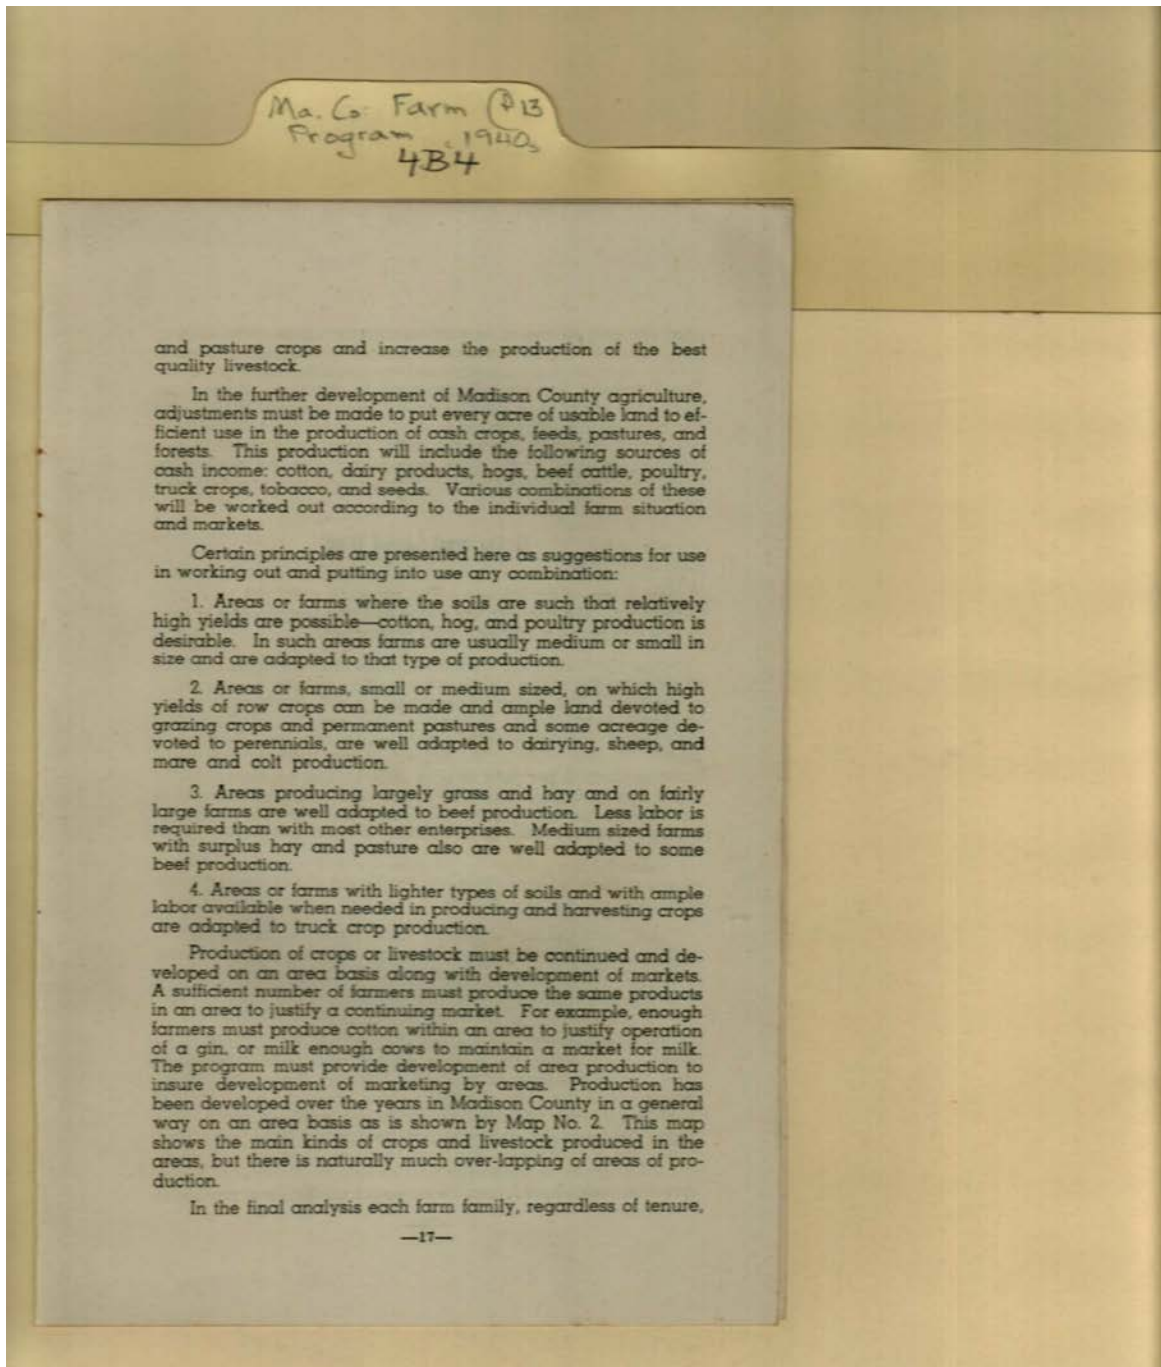 Ma. Co. Farm P13
Program 1940s
4B4
and pasture crops and increase the production of the best
quality livestock.
In the further development of Madison County agriculture,
adjustments must be made to put every acre of usable land to ef-
ficient use in the production of cash crops, feeds, pastures, and
forests. This production will include the following sources of
cash income: cotton, dairy products, hogs, beef cattle, poultry,
truck crops, tobacco, and seeds. Various combinations of these
will be worked out according to the individual farm situation
and markets.
Certain principles are presented here as suggestions for use
in working out and putting into use any combination:
1. Areas or farms where the soils are such that relatively
high yields are possible—cotton, hog, and poultry production is
desirable. In such areas farms are usually medium or small in
size and are adapted to that type of production.
2. Areas or farms, small or medium sized, on which high
yields of row crops can be made and ample land devoted to
grazing crops and permanent pastures and some acreage de-
voted to perennials, are well adapted to dairying, sheep, and
mare and colt production.
3. Areas producing largely grass and hay and on fairly
large farms are well adapted to beef production. Less labor is
required than with most other enterprises. Medium sized farms
with surplus hay and pasture also are well adapted to some
beef production.
4. Areas or farms with lighter types of soils and with ample
labor available when needed in producing and harvesting crops
are adapted to truck crop production.
Production of crops or livestock must be continued and de-
veloped on an area basis along with development of markets.
A sufficient number of farmers must produce the same products
in an area to justify a continuing market. For example, enough
farmers must produce cotton within an area to justify operation
of a gin, or milk enough cows to maintain a market for milk.
The program must provide development of area production to
insure development of marketing by areas. Production has
been developed over the years in Madison County in a general
way on an area basis as is shown by Map No. 2. This map
shows the main kinds of crops and livestock produced in the
areas, but there is naturally much over-lapping of areas of pro-
duction.
In the final analysis each farm family, regardless of tenure,
—17—